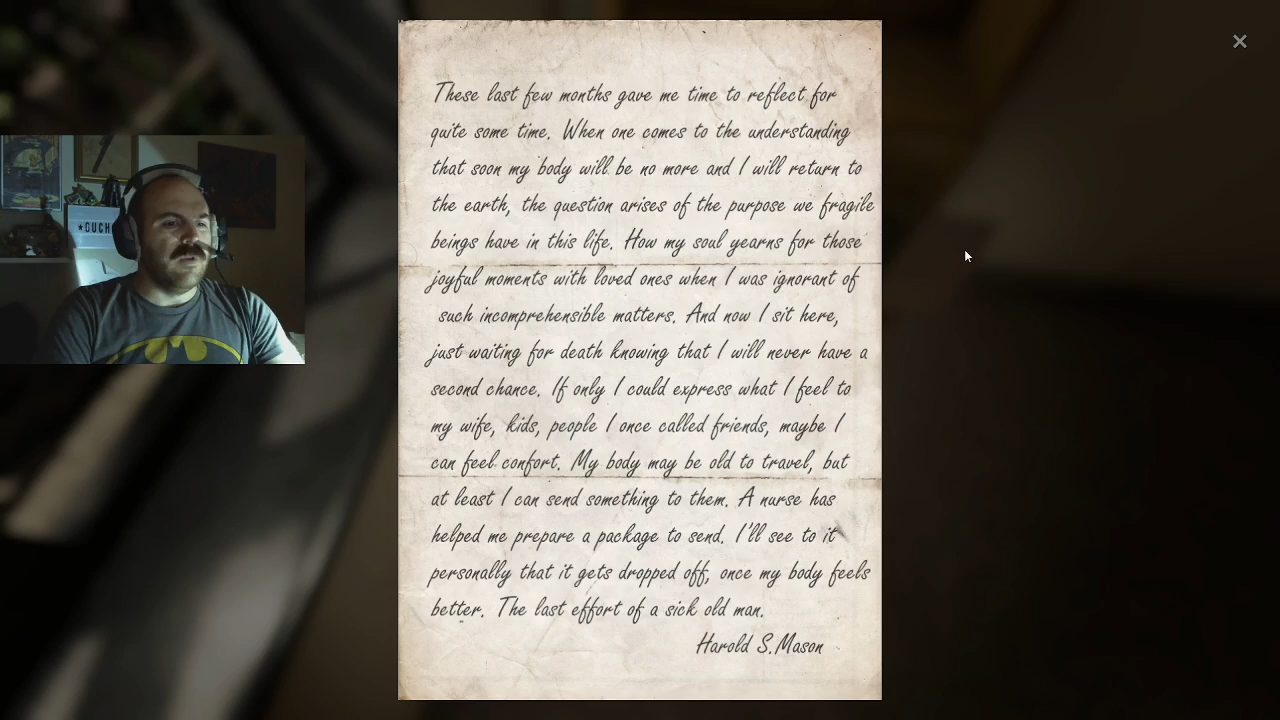 These last few months gave me time to reflect for
quite some time. When one comes to the understanding
that soon my body will be no more and I will return to
the earth, the question arises of the purpose we fragile
beings have in this life. How my soul yearns for those
joyful moments with loved ones when I was ignorant of
such incomprehensible matters. And now I sit here,
just waiting for death knowing that I will never have a
second chance. If only I could express what I feel to
my wife, kids, people I once called friends, maybe I
can feel confort. My body may be old to travel, but
at least I can send something to them. A nurse has
helped me prepare a package to send. I'll see to it
personally that it gets dropped off, once my body feels
better. The last effort of a sick old man.
Harold S.Mason
★OUCH